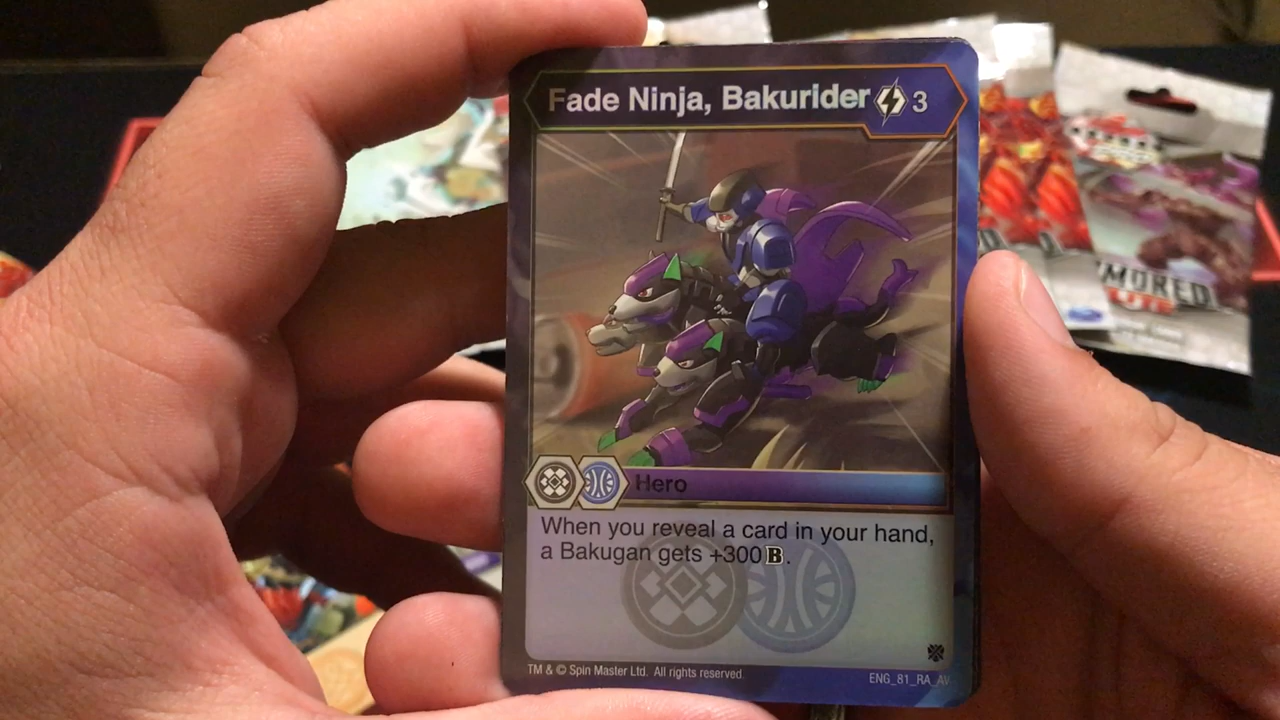 Fade Ninja, Bakurider 3
Hero
When you reveal a card in your hand,
a Bakugan gets +300 B.
TM & © Spin Master Ltd. All rights reserved.
ENG_81_RA_AV